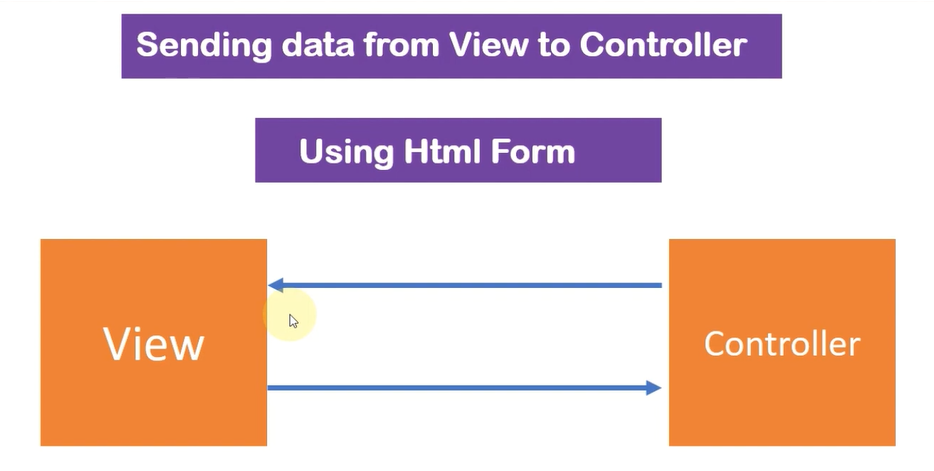 Sending data from View to Controller
Using Html Form
View
Controller